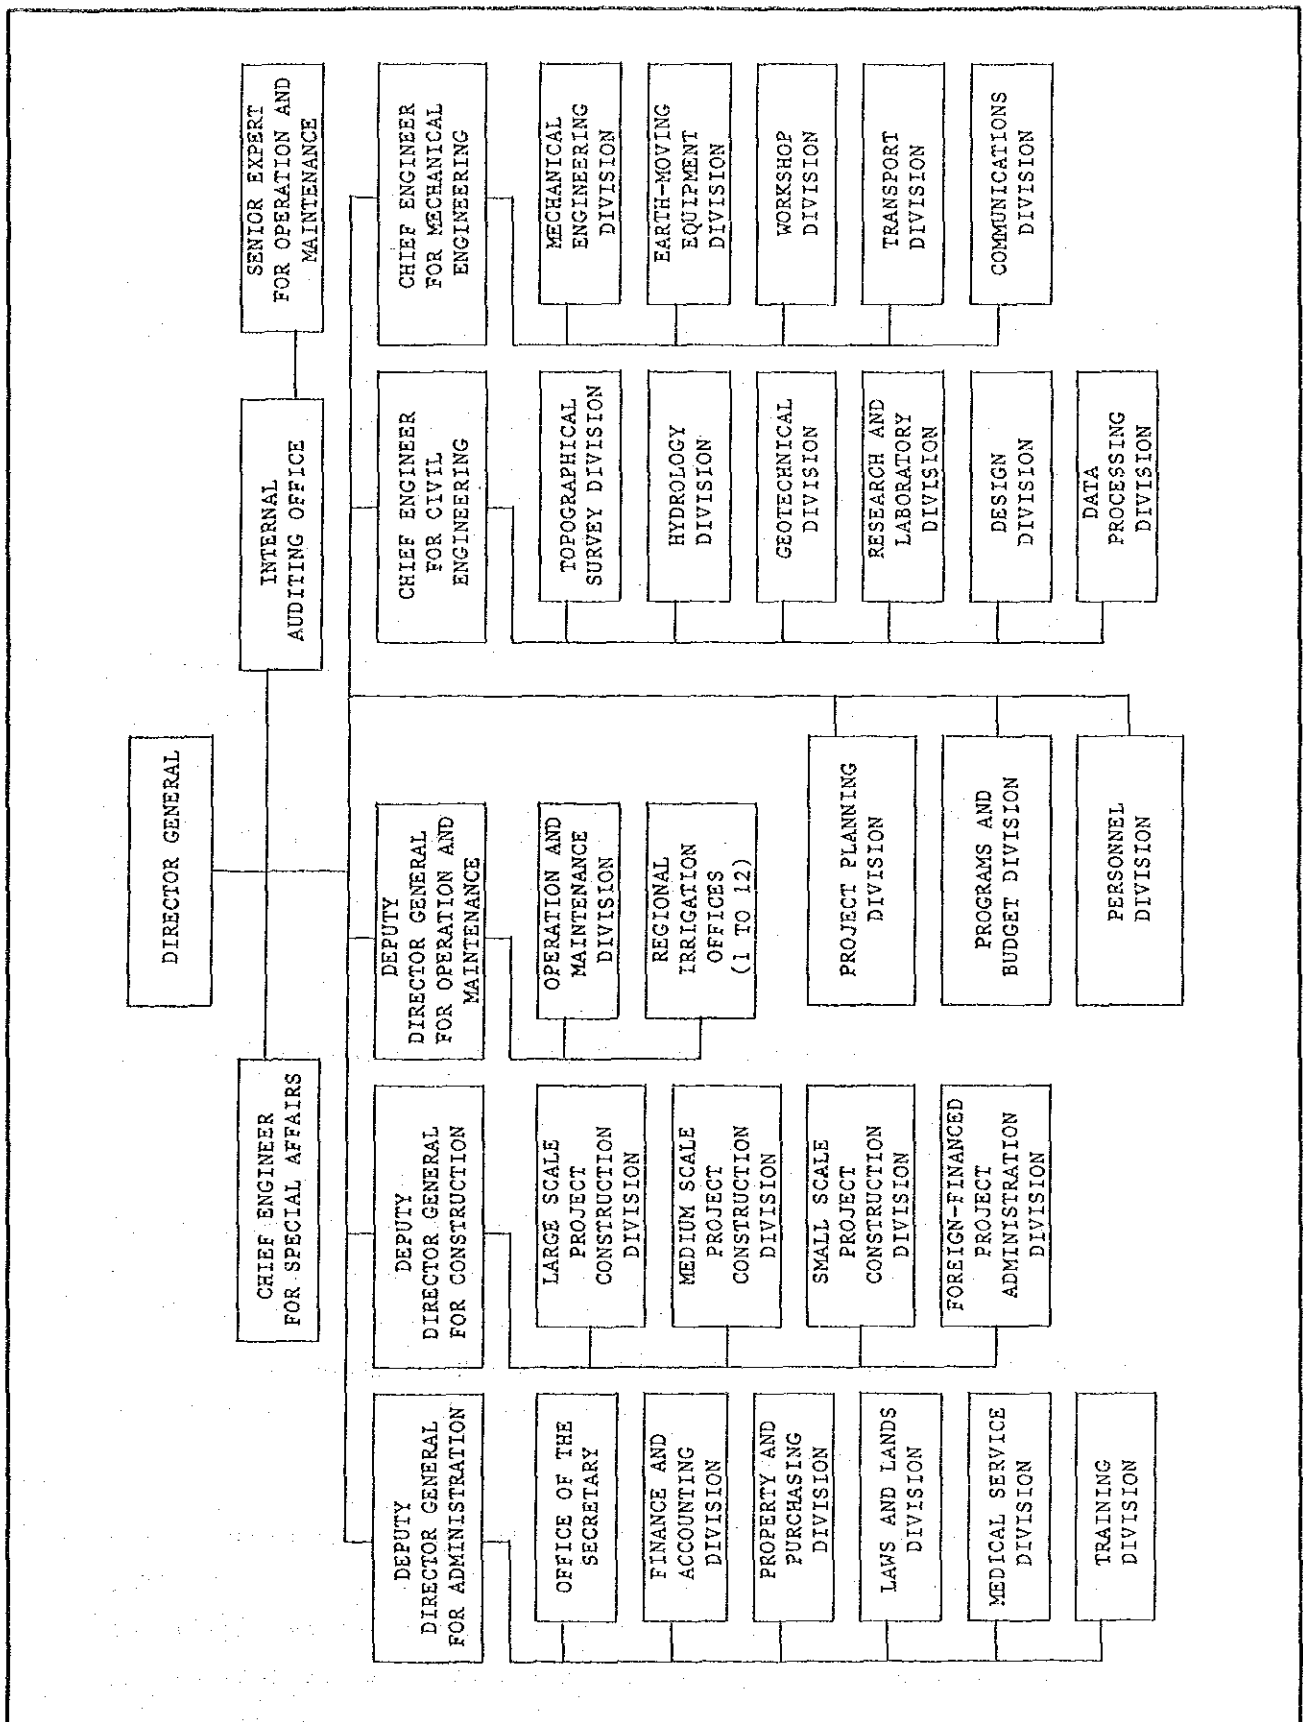 DIRECTOR GENERAL
CHIEF ENGINEER
FOR SPECIAL AFFAIRS
INTERNAL
AUDITING OFFICE
SENIOR EXPERT
FOR OPERATION AND
MAINTENANCE
DEPUTY
DIRECTOR GENERAL
FOR ADMINISTRATION
OFFICE OF THE
SECRETARY
FINANCE AND
ACCOUNTING
DIVISION
PROPERTY AND
PURCHASING
DIVISION
LAWS AND LANDS
DIVISION
MEDICAL SERVICE
DIVISION
TRAINING
DIVISION
DEPUTY
DIRECTOR GENERAL
FOR CONSTRUCTION
LARGE SCALE
PROJECT
CONSTRUCTION
DIVISION
MEDIUM SCALE
PROJECT
CONSTRUCTION
DIVISION
SMALL SCALE
PROJECT
CONSTRUCTION
DIVISION
FOREIGN-FINANCED
PROJECT
ADMINISTRATION
DIVISION
DEPUTY
DIRECTOR GENERAL
FOR OPERATION AND
MAINTENANCE
OPERATION AND
MAINTENANCE
DIVISION
REGIONAL
IRRIGATION
OFFICES
(1 TO 12)
PROJECT PLANNING
DIVISION
PROGRAMS AND
BUDGET DIVISION
PERSONNEL
DIVISION
CHIEF ENGINEER
FOR CIVIL
ENGINEERING
TOPOGRAPHICAL
SURVEY DIVISION
HYDROLOGY
DIVISION
GEOTECHNICAL
DIVISION
RESEARCH AND
LABORATORY
DIVISION
DESIGN
DIVISION
DATA
PROCESSING
DIVISION
CHIEF ENGINEER
FOR MECHANICAL
ENGINEERING
MECHANICAL
ENGINEERING
DIVISION
EARTH-MOVING
EQUIPMENT
DIVISION
WORKSHOP
DIVISION
TRANSPORT
DIVISION
COMMUNICATIONS
DIVISION